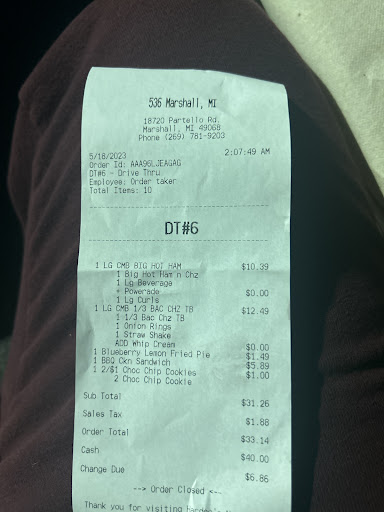 536 Marshall, MI
18720 Partello Rd.
Marshall, MI 49068
Phone (269) 781-9203
5/18/2023 2:07:49 AM
Order Id: AAA96LJEAGAG
DT#6 - Drive Thru
Employee: Order taker
Total Items: 10
DT#6
1 LG CMB BIG HOT HAM $10.39
1 Big Hot Ham n Chz
1 Lg Beverage
+ Powerade $0.00
1 Lg Curls
1 LG CMB 1/3 BAC CHZ TB $12.49
1 1/3 Bac Chz TB
1 Onion Rings
1 Straw Shake
ADD Whip Cream $0.00
1 Blueberry Lemon Fried Pie $1.49
1 BBQ Ckn Sandwich $5.89
1 2/$1 Choc Chip Cookies $1.00
2 Choc Chip Cookie
Sub Total $31.26
Sales Tax $1.88
Order Total $33.14
Cash $40.00
Change Due $6.86
--> Order Closed <--
Thank you for visiting Hardee's